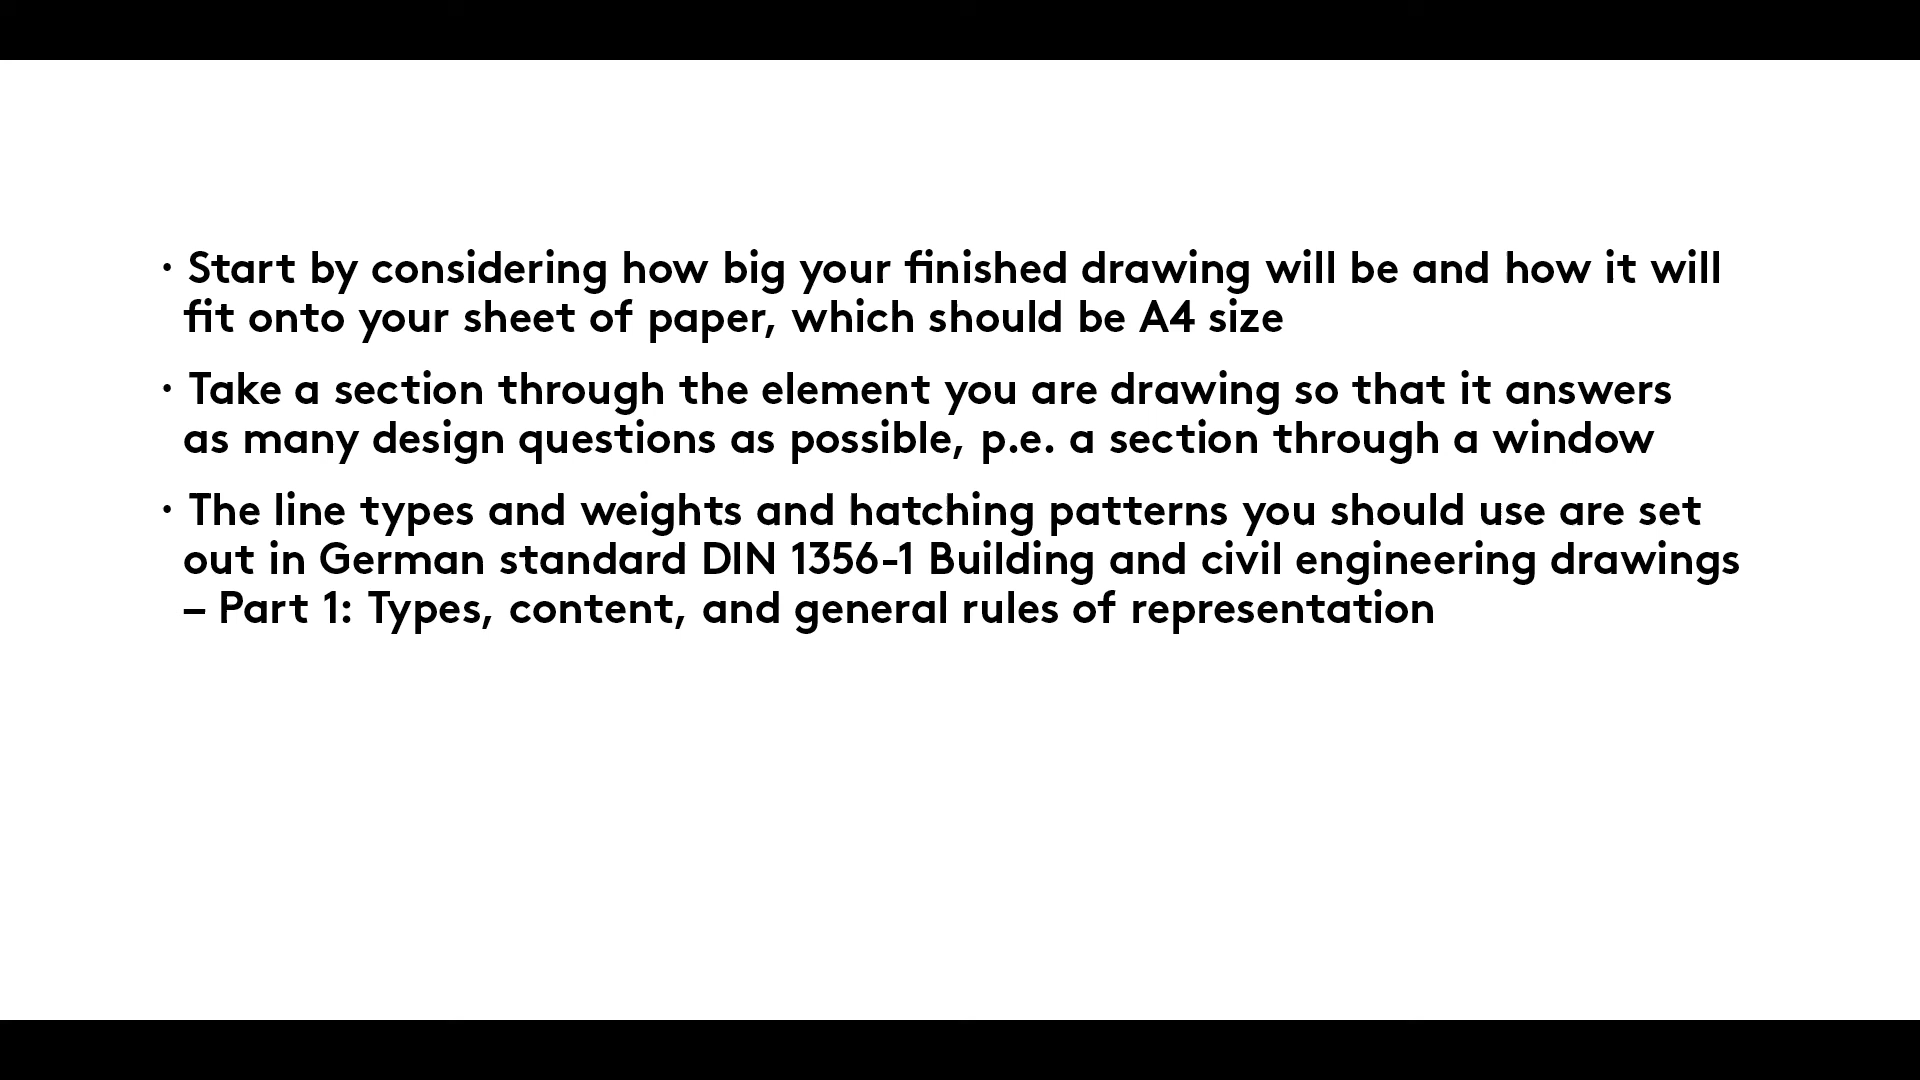 · Start by considering how big your finished drawing will be and how it will
fit onto your sheet of paper, which should be A4 size
· Take a section through the element you are drawing so that it answers
as many design questions as possible, p.e. a section through a window
· The line types and weights and hatching patterns you should use are set
out in German standard DIN 1356-1 Building and civil engineering drawings
– Part 1: Types, content, and general rules of representation